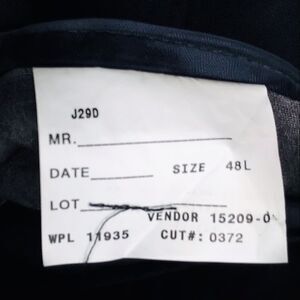 J29D
MR.
DATE SIZE 48L
LOT
VENDOR 15209-0
WPL 11935 CUT#: 0372